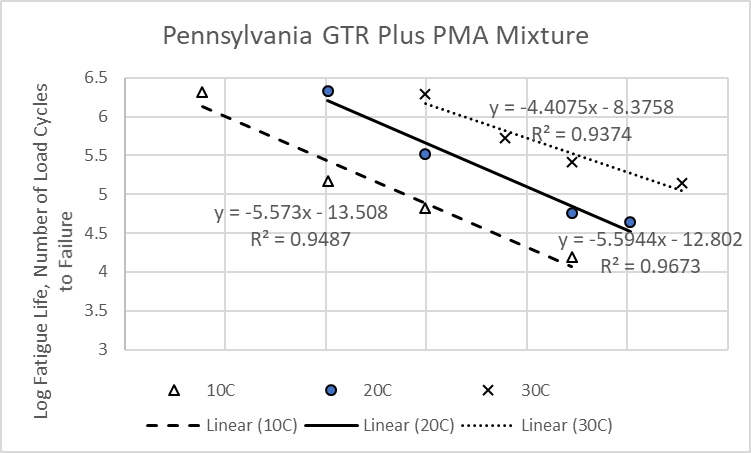 Pennsylvania GTR Plus PMA Mixture
Log Fatigue Life, Number of Load Cycles
to Failure
6.5
6
5.5
5
4.5
4
3.5
3
y = -4.4075x - 8.3758
R² = 0.9374
y = -5.573x - 13.508
R² = 0.9487
y = -5.5944x - 12.802
R² = 0.9673
10C
20C
30C
Linear (10C)
Linear (20C)
Linear (30C)